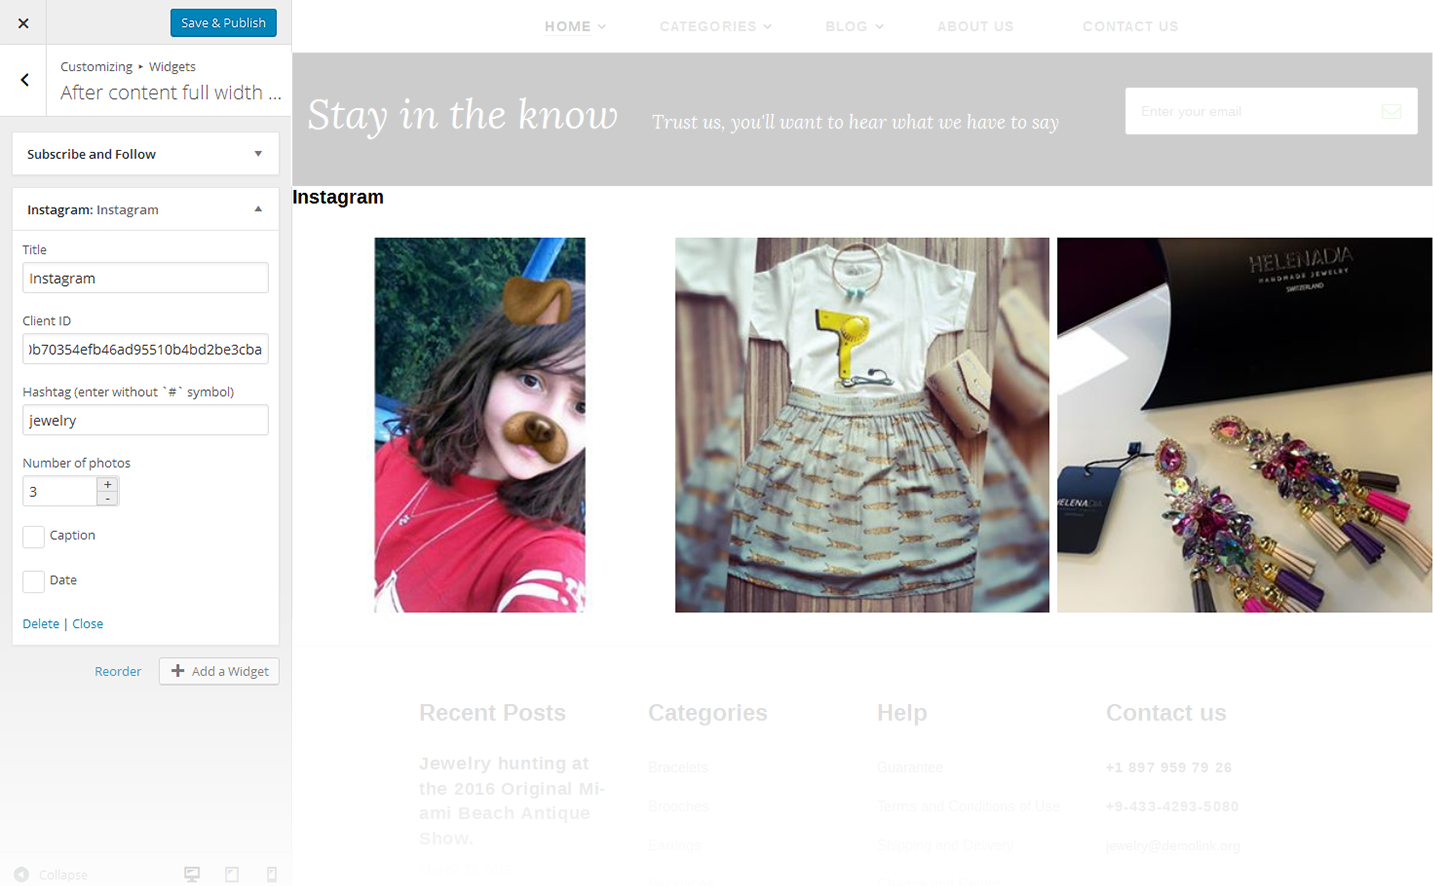 Save & Publish
HOME
CATEGORIES
BLOG
ABOUT US
CONTACT US
Customizing ▸ Widgets
After content full width ...
Stay in the know
Trust us, you'll want to hear what we have to say
Enter your email
Subscribe and Follow
Instagram
Instagram: Instagram
Title
Instagram
Client ID
b70354efb46ad95510b4bd2be3cba
Hashtag (enter without `#` symbol)
jewelry
Number of photos
3
+
-
Caption
Date
Delete | Close
Reorder
Add a Widget
HELENADIA
HANDMADE JEWELRY
SWITZERLAND
HELENADIA
Recent Posts
Jewelry hunting at
the 2016 Original Mi-
ami Beach Antique
Show.
Categories
Bracelets
Brooches
Earrings
Help
Guarantee
Terms and Conditions of Use
Shipping and Delivery
Contact us
+1 897 959 79 26
+9-433-4293-5080
jewelry@demolink.org
Collapse